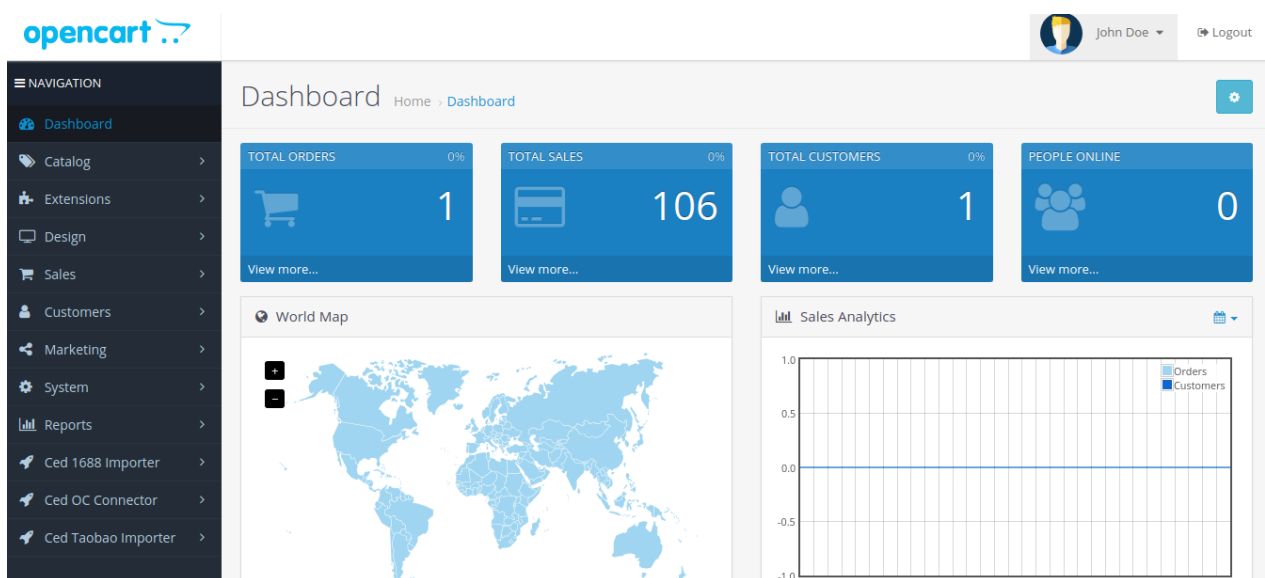 opencart
John Doe
Logout
NAVIGATION
Dashboard
Catalog
Extensions
Design
Sales
Customers
Marketing
System
Reports
Ced 1688 Importer
Ced OC Connector
Ced Taobao Importer
Dashboard Home › Dashboard
TOTAL ORDERS 0%
1
View more...
TOTAL SALES 0%
106
View more...
TOTAL CUSTOMERS 0%
1
View more...
PEOPLE ONLINE
0
View more...
World Map
+
−
Sales Analytics
1.0
0.5
0.0
-0.5
-1.0
Orders
Customers